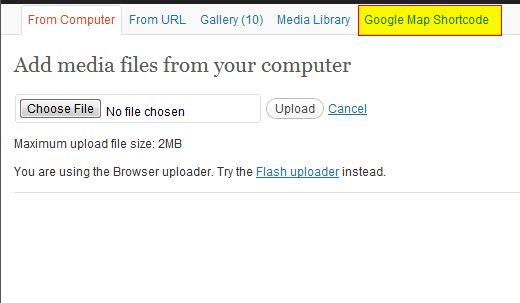 From Computer From URL Gallery (10) Media Library Google Map Shortcode
Add media files from your computer
Choose File No file chosen Upload Cancel
Maximum upload file size: 2MB
You are using the Browser uploader. Try the Flash uploader instead.